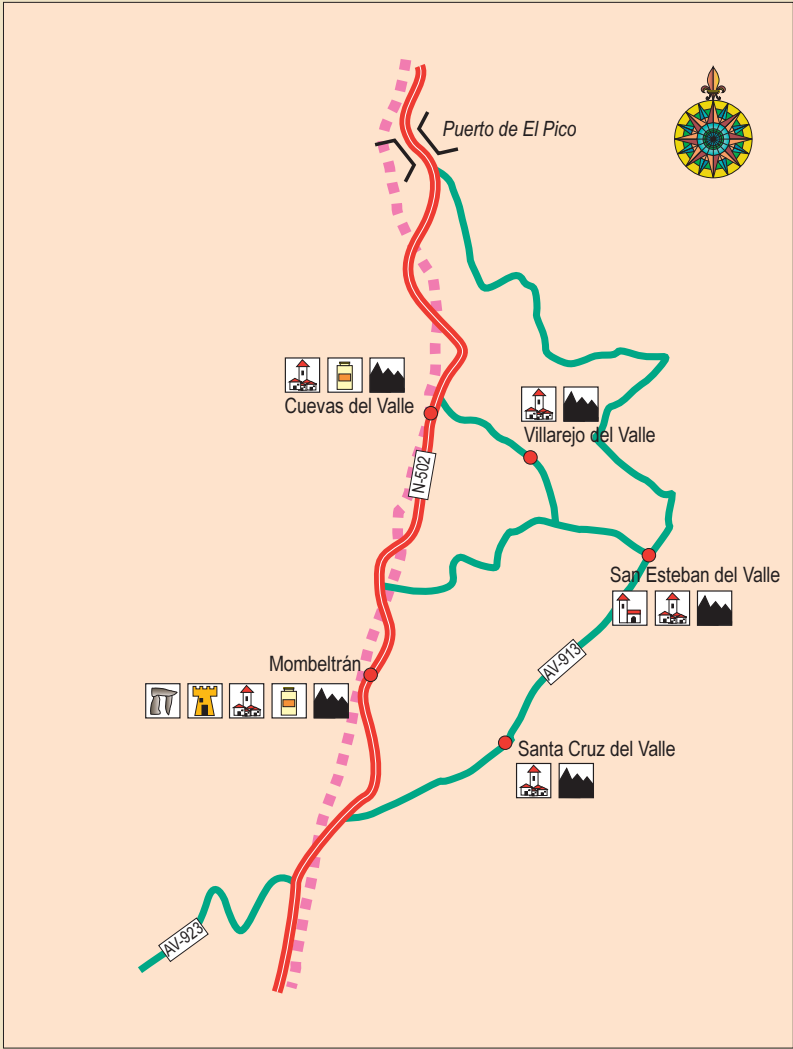 Puerto de El Pico
Cuevas del Valle
Villarejo del Valle
N-502
San Esteban del Valle
Mombeltrán
AV-913
Santa Cruz del Valle
AV-923